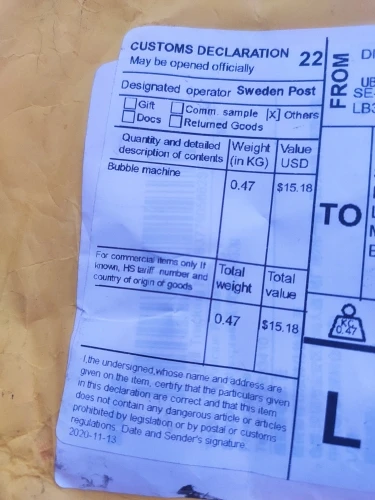 CUSTOMS DECLARATION 22
May be opened officially
Designated operator Sweden Post
Gift Comm. sample [X] Others
Docs Returned Goods
Quantity and detailed description of contents
Weight (in KG)
Value USD
Bubble machine
0.47 $15.18
For commercial items only If known, HS tariff number and country of origin of goods
Total weight
Total value
0.47 $15.18
I,the undersigned,whose name and address are
given on the item, certify that the particulars given
in this declaration are correct and that this item
does not contain any dangerous article or articles
prohibited by legislation or by postal or customs
regulations. Date and Sender's signature.
2020-11-13
FROM
UB
SE-
TO
KG
0.47
L